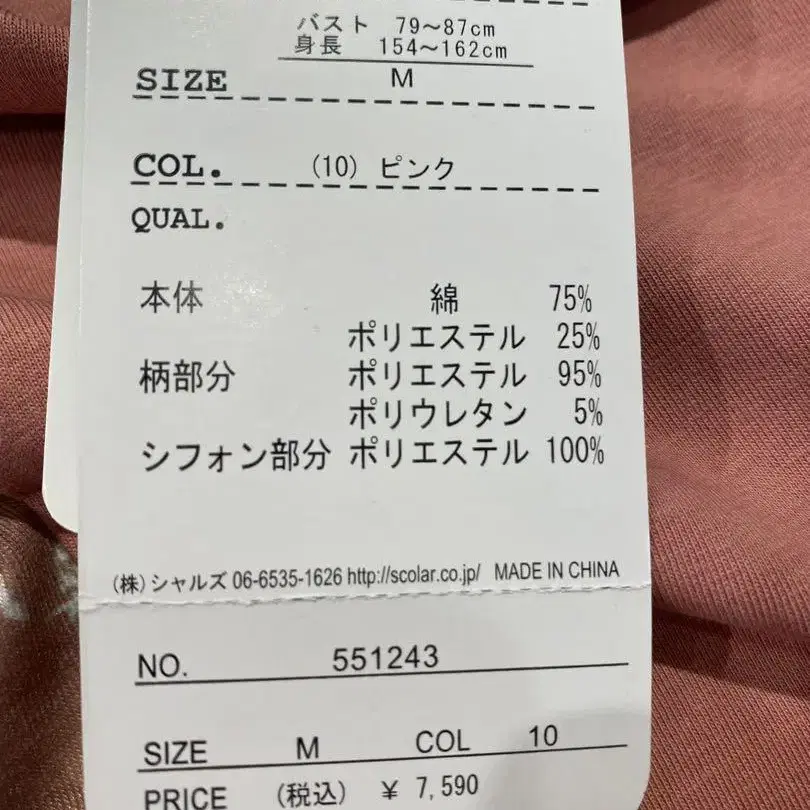 バスト 79～87cm
身長 154～162cm
SIZE M
COL. (10) ピンク
QUAL.
本体 綿 75%
ポリエステル 25%
柄部分 ポリエステル 95%
ポリウレタン 5%
シフォン部分 ポリエステル 100%
(株)シャルズ 06-6535-1626 http://scolar.co.jp/ MADE IN CHINA
NO. 551243
SIZE M COL 10
PRICE (税込) ¥ 7,590